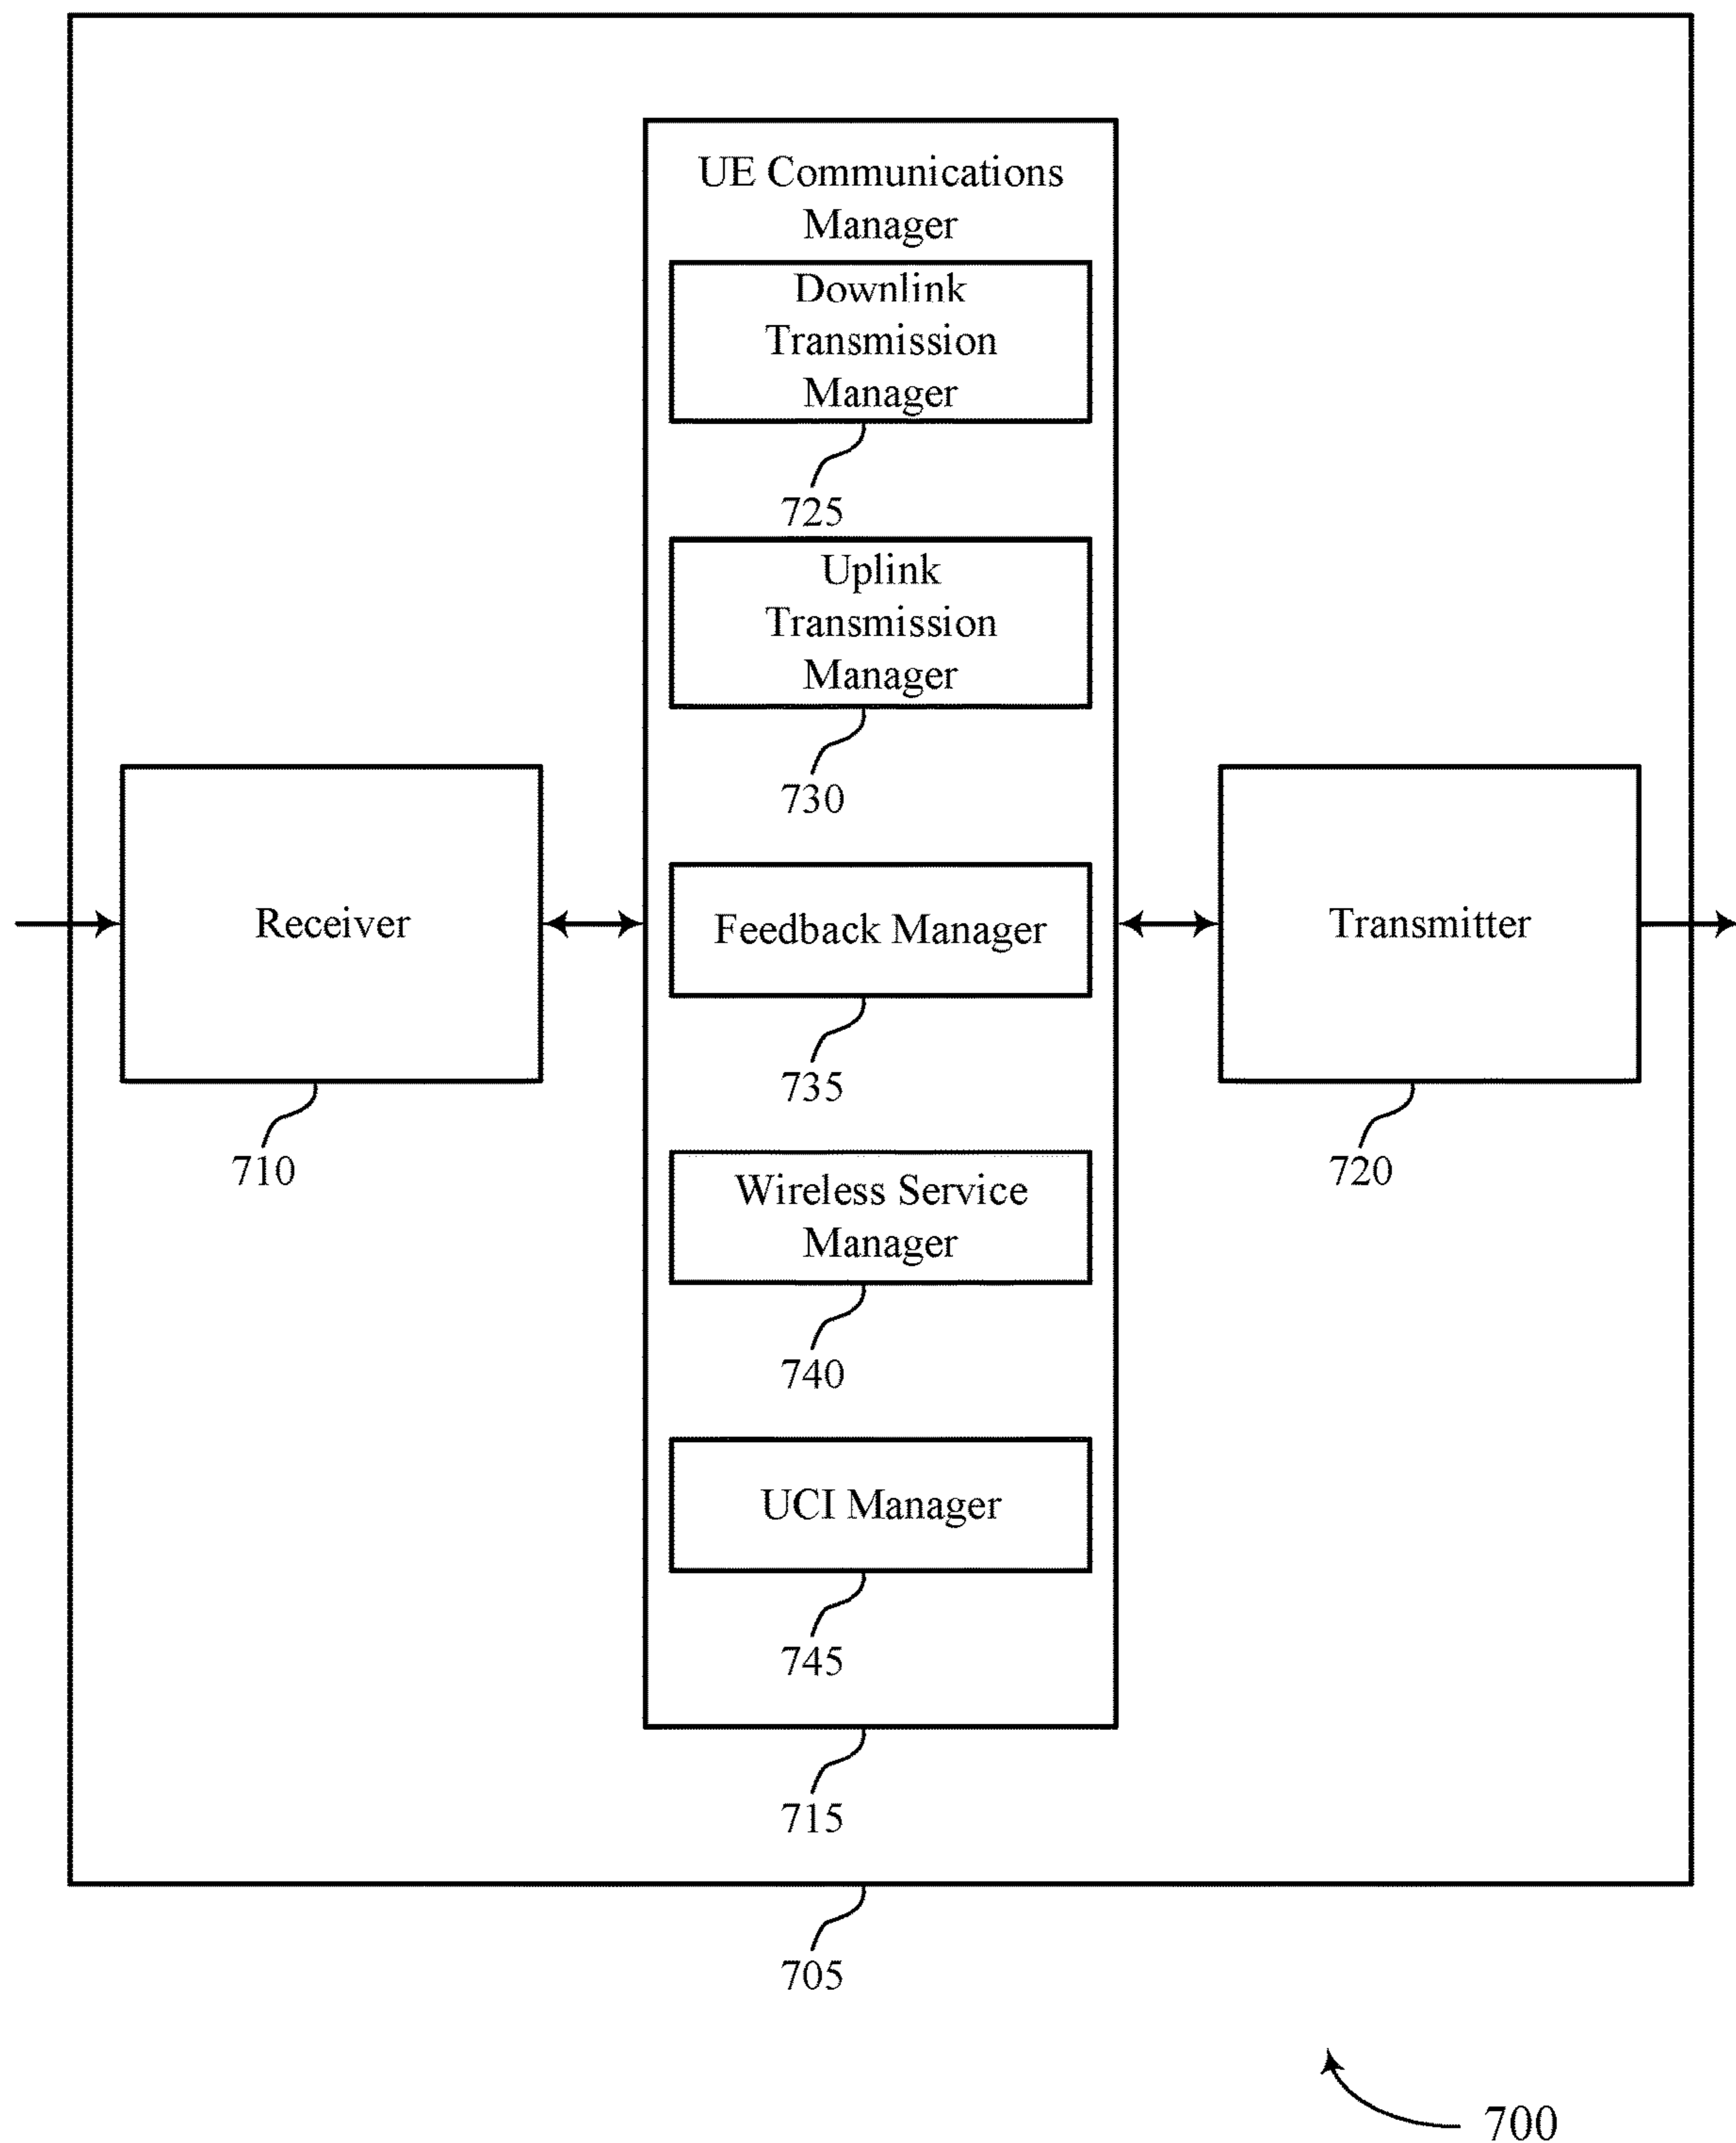 UE Communications
Manager
Downlink
Transmission
Manager
725
Uplink
Transmission
Manager
730
Receiver
710
Feedback Manager
735
Transmitter
720
Wireless Service
Manager
740
UCI Manager
745
715
705
700